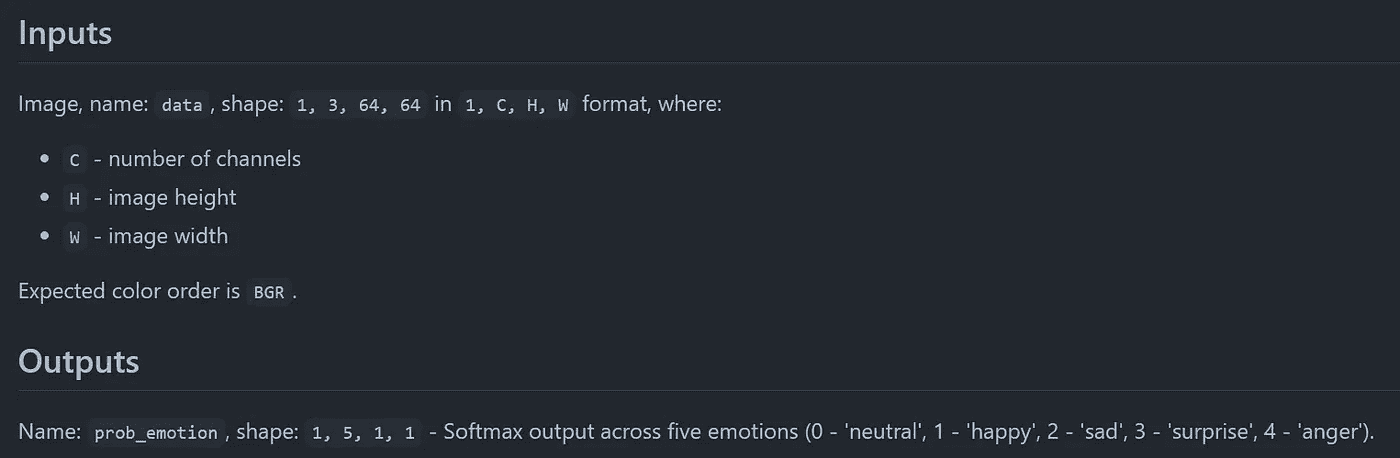 Inputs
Image, name: data, shape: 1, 3, 64, 64 in 1, C, H, W format, where:
• C - number of channels
• H - image height
• W - image width
Expected color order is BGR.
Outputs
Name: prob_emotion, shape: 1, 5, 1, 1 - Softmax output across five emotions (0 - 'neutral', 1 - 'happy', 2 - 'sad', 3 - 'surprise', 4 - 'anger').